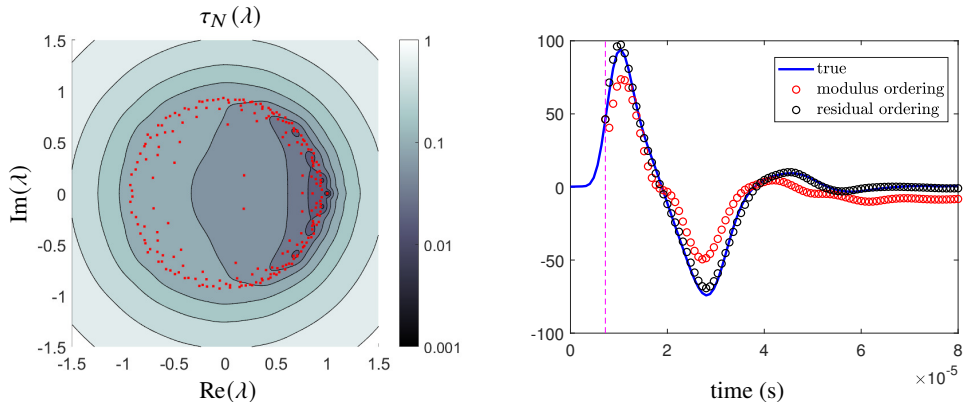 τ_N(λ)
1.5
1
0.5
0
-0.5
-1
-1.5
Im(λ)
-1.5 -1 -0.5 0 0.5 1 1.5
Re(λ)
1
0.1
0.01
0.001
100
50
0
-50
-100
true
modulus ordering
residual ordering
0 2 4 6 8
×10⁻⁵
time (s)